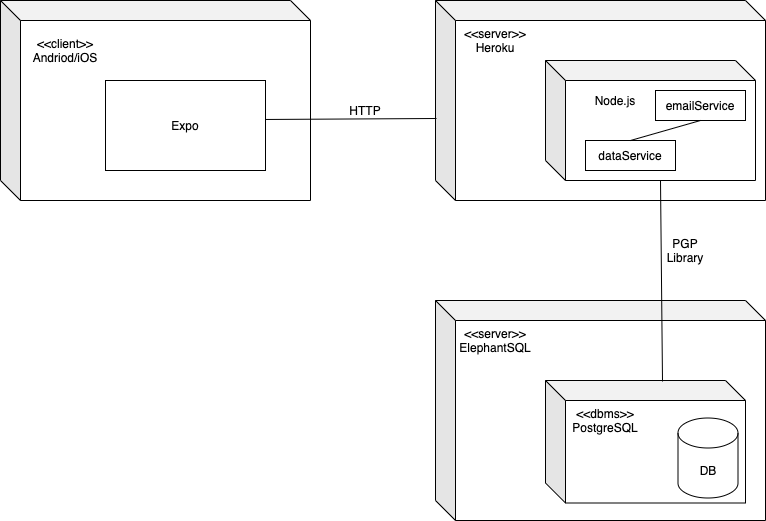 <<client>>
Andriod/iOS
Expo
HTTP
<<server>>
Heroku
Node.js
emailService
dataService
PGP
Library
<<server>>
ElephantSQL
<<dbms>>
PostgreSQL
DB